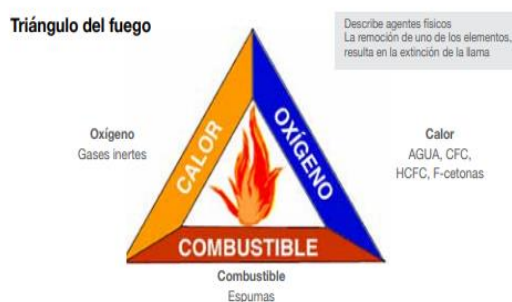 Triángulo del fuego
Describe agentes físicos
La remoción de uno de los elementos,
resulta en la extinción de la llama
Oxígeno
Gases inertes
CALOR
OXÍGENO
Calor
AGUA, CFC,
HCFC, F-cetonas
COMBUSTIBLE
Combustible
Espumas